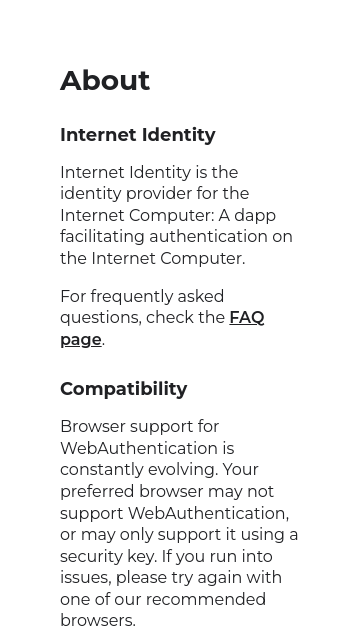 About
Internet Identity
Internet Identity is the
identity provider for the
Internet Computer: A dapp
facilitating authentication on
the Internet Computer.
For frequently asked
questions, check the FAQ
page.
Compatibility
Browser support for
WebAuthentication is
constantly evolving. Your
preferred browser may not
support WebAuthentication,
or may only support it using a
security key. If you run into
issues, please try again with
one of our recommended
browsers.